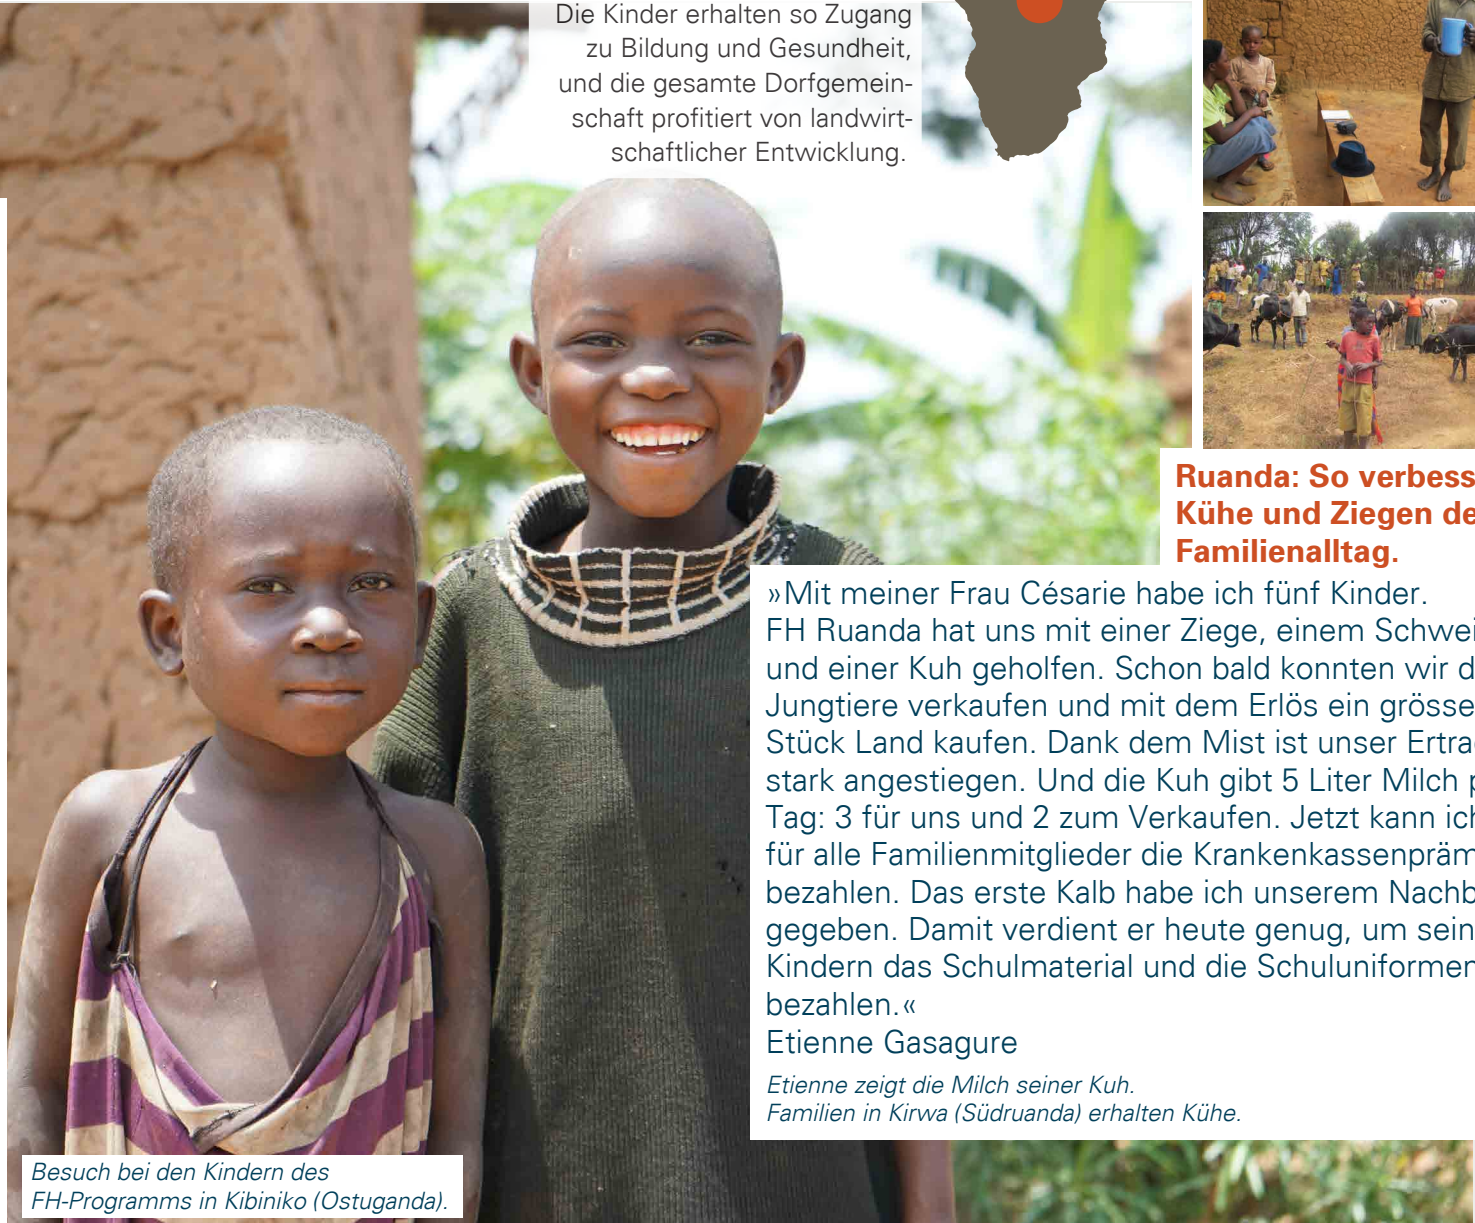 Die Kinder erhalten so Zugang
zu Bildung und Gesundheit,
und die gesamte Dorfgemein-
schaft profitiert von landwirt-
schaftlicher Entwicklung.
Ruanda: So verbess
Kühe und Ziegen de
Familienalltag.
»Mit meiner Frau Césarie habe ich fünf Kinder.
FH Ruanda hat uns mit einer Ziege, einem Schwei
und einer Kuh geholfen. Schon bald konnten wir d
Jungtiere verkaufen und mit dem Erlös ein grösse
Stück Land kaufen. Dank dem Mist ist unser Ertra
stark angestiegen. Und die Kuh gibt 5 Liter Milch p
Tag: 3 für uns und 2 zum Verkaufen. Jetzt kann ich
für alle Familienmitglieder die Krankenkassenpräm
bezahlen. Das erste Kalb habe ich unserem Nachb
gegeben. Damit verdient er heute genug, um sein
Kindern das Schulmaterial und die Schuluniformen
bezahlen.«
Etienne Gasagure
Etienne zeigt die Milch seiner Kuh.
Familien in Kirwa (Südruanda) erhalten Kühe.
Besuch bei den Kindern des
FH-Programms in Kibiniko (Ostuganda).